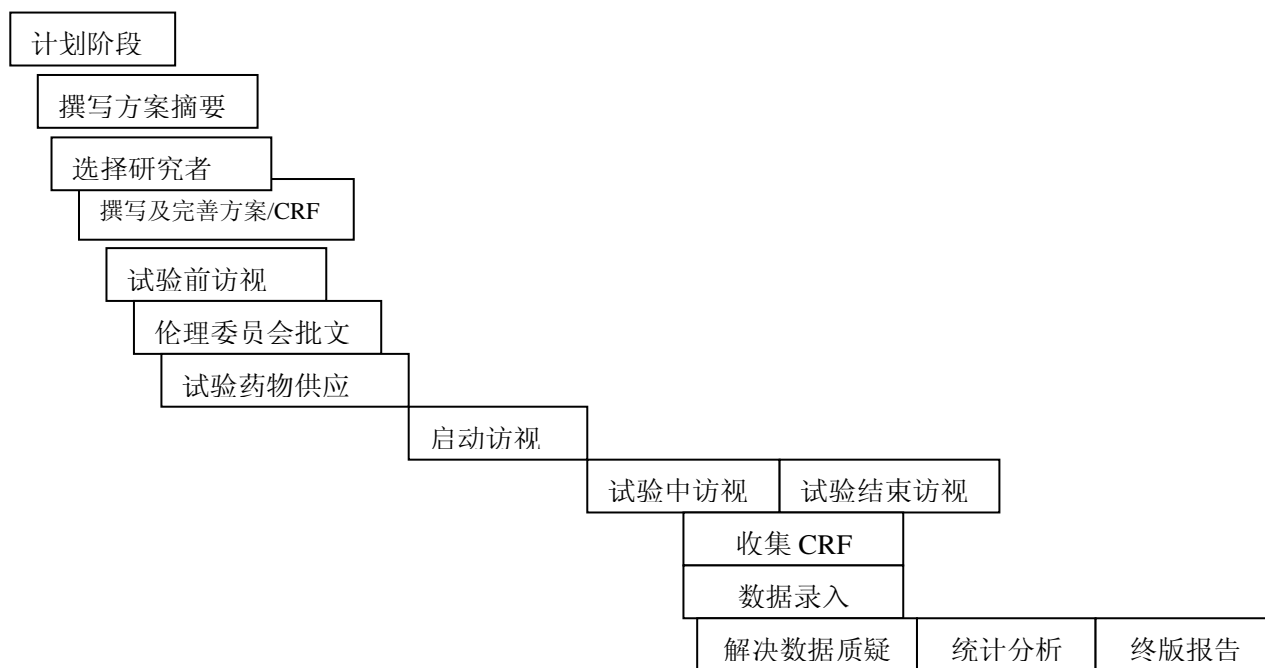 计划阶段
撰写方案摘要
选择研究者
撰写及完善方案/CRF
试验前访视
伦理委员会批文
试验药物供应
启动访视
试验中访视 试验结束访视
收集 CRF
数据录入
解决数据质疑 统计分析 终版报告